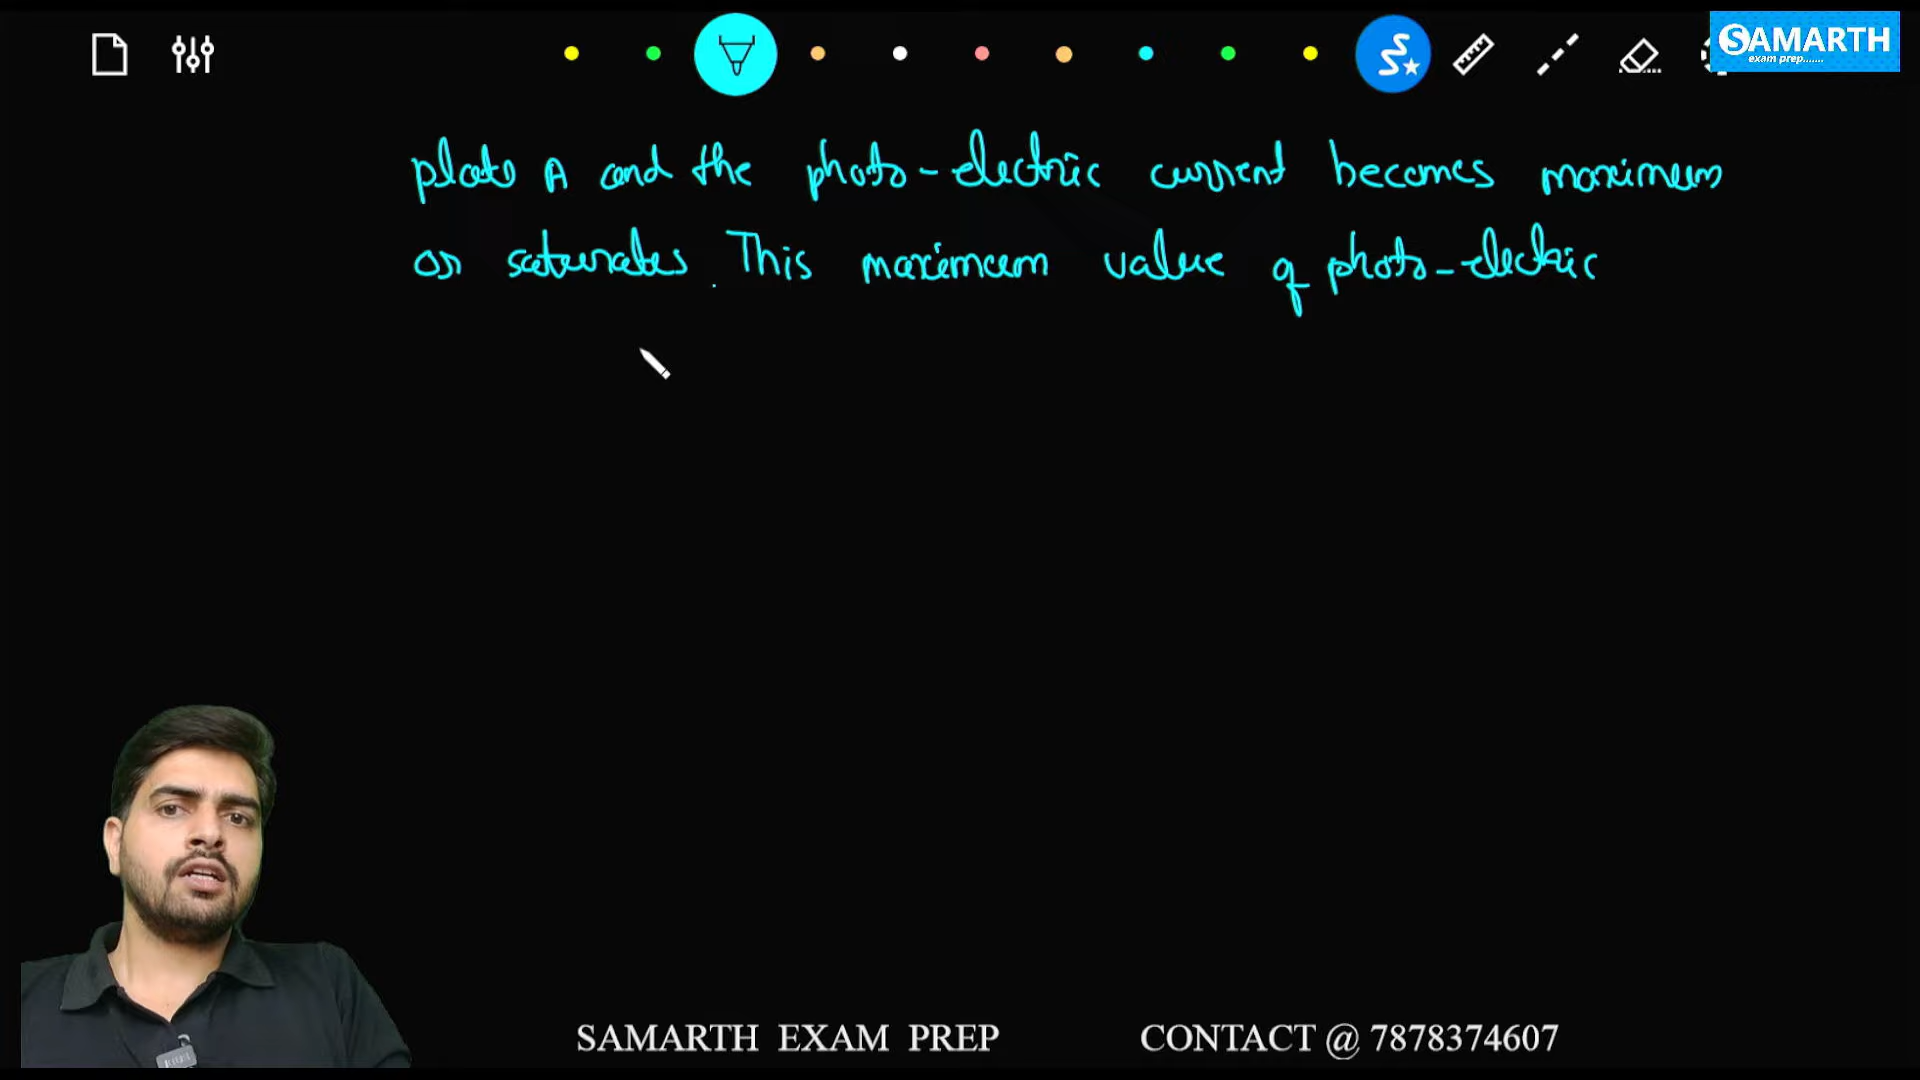 SAMARTH
exam prep......
plate A and the photo-electric current becomes maximum
or saturates. This maximum value of photo-electric
SAMARTH EXAM PREP CONTACT @ 7878374607